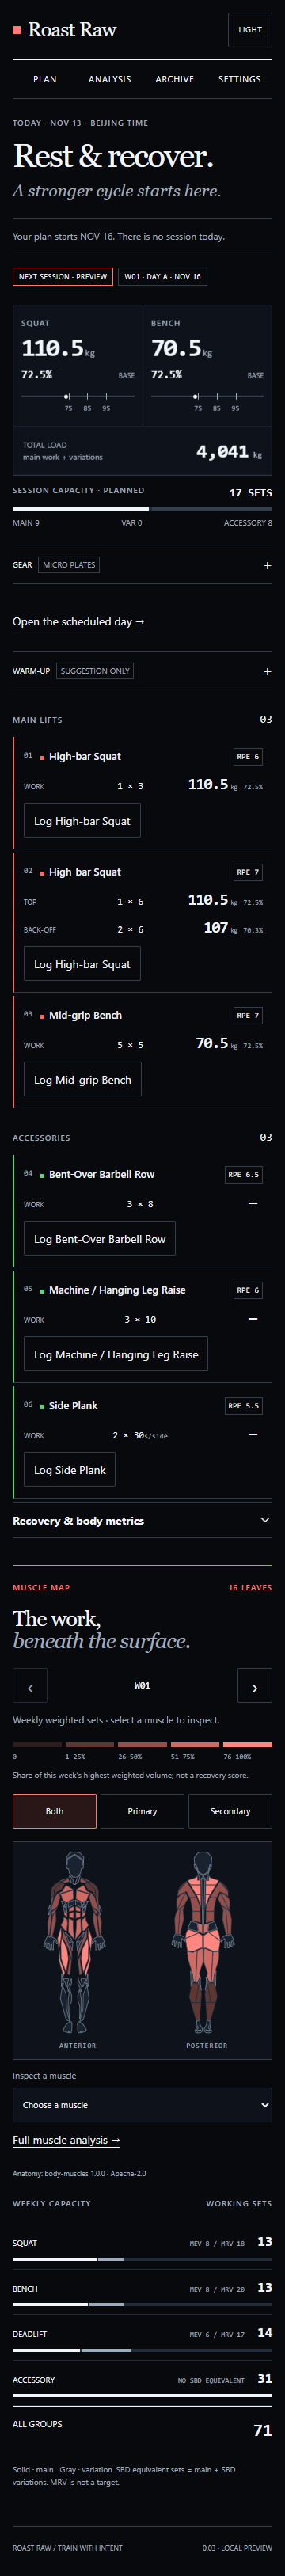 Roast Raw
LIGHT
PLAN ANALYSIS ARCHIVE SETTINGS
TODAY · NOV 13 · BEIJING TIME
Rest & recover.
A stronger cycle starts here.
Your plan starts NOV 16. There is no session today.
NEXT SESSION · PREVIEW W01 · DAY A · NOV 16
SQUAT
110.5 kg
72.5% BASE
75 85 95
BENCH
70.5 kg
72.5% BASE
75 85 95
TOTAL LOAD
main work + variations
4,041 kg
SESSION CAPACITY · PLANNED 17 SETS
MAIN 9 VAR 0 ACCESSORY 8
GEAR MICRO PLATES +
Open the scheduled day →
WARM-UP SUGGESTION ONLY +
MAIN LIFTS 03
01 High-bar Squat RPE 6
WORK 1 × 3 110.5 kg 72.5%
Log High-bar Squat
02 High-bar Squat RPE 7
TOP 1 × 6 110.5 kg 72.5%
BACK-OFF 2 × 6 107 kg 70.3%
Log High-bar Squat
03 Mid-grip Bench RPE 7
WORK 5 × 5 70.5 kg 72.5%
Log Mid-grip Bench
ACCESSORIES 03
04 Bent-Over Barbell Row RPE 6.5
WORK 3 × 8 —
Log Bent-Over Barbell Row
05 Machine / Hanging Leg Raise RPE 6
WORK 3 × 10 —
Log Machine / Hanging Leg Raise
06 Side Plank RPE 5.5
WORK 2 × 30s/side —
Log Side Plank
Recovery & body metrics
MUSCLE MAP 16 LEAVES
The work,
beneath the surface.
‹ W01 ›
Weekly weighted sets · select a muscle to inspect.
0 1–25% 26–50% 51–75% 76–100%
Share of this week's highest weighted volume; not a recovery score.
Both Primary Secondary
ANTERIOR POSTERIOR
Inspect a muscle
Choose a muscle
Full muscle analysis →
Anatomy: body-muscles 1.0.0 · Apache-2.0
WEEKLY CAPACITY WORKING SETS
SQUAT MEV 8 / MRV 18 13
BENCH MEV 8 / MRV 20 13
DEADLIFT MEV 6 / MRV 17 14
ACCESSORY NO SBD EQUIVALENT 31
ALL GROUPS 71
Solid · main Gray · variation. SBD equivalent sets = main + SBD
variations. MRV is not a target.
ROAST RAW / TRAIN WITH INTENT 0.03 · LOCAL PREVIEW